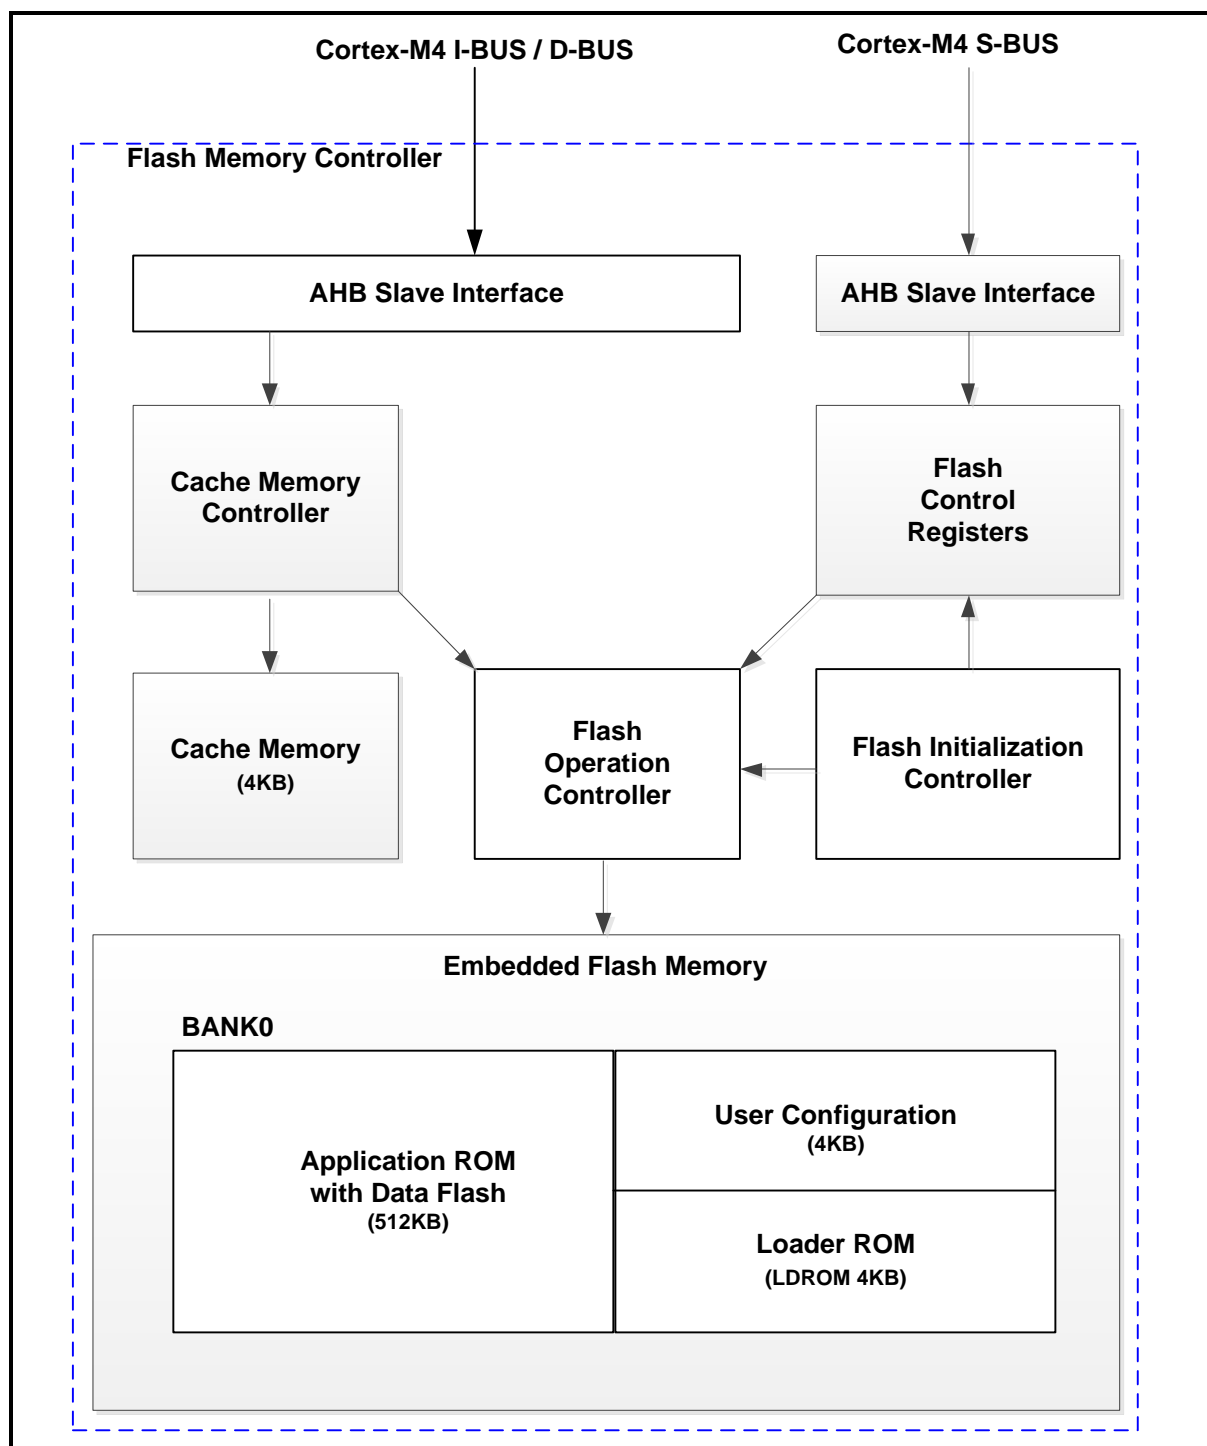 Cortex-M4 I-BUS / D-BUS
Cortex-M4 S-BUS
Flash Memory Controller
AHB Slave Interface
AHB Slave Interface
Cache Memory
Controller
Flash
Control
Registers
Cache Memory
(4KB)
Flash
Operation
Controller
Flash Initialization
Controller
Embedded Flash Memory
BANK0
Application ROM
with Data Flash
(512KB)
User Configuration
(4KB)
Loader ROM
(LDROM 4KB)